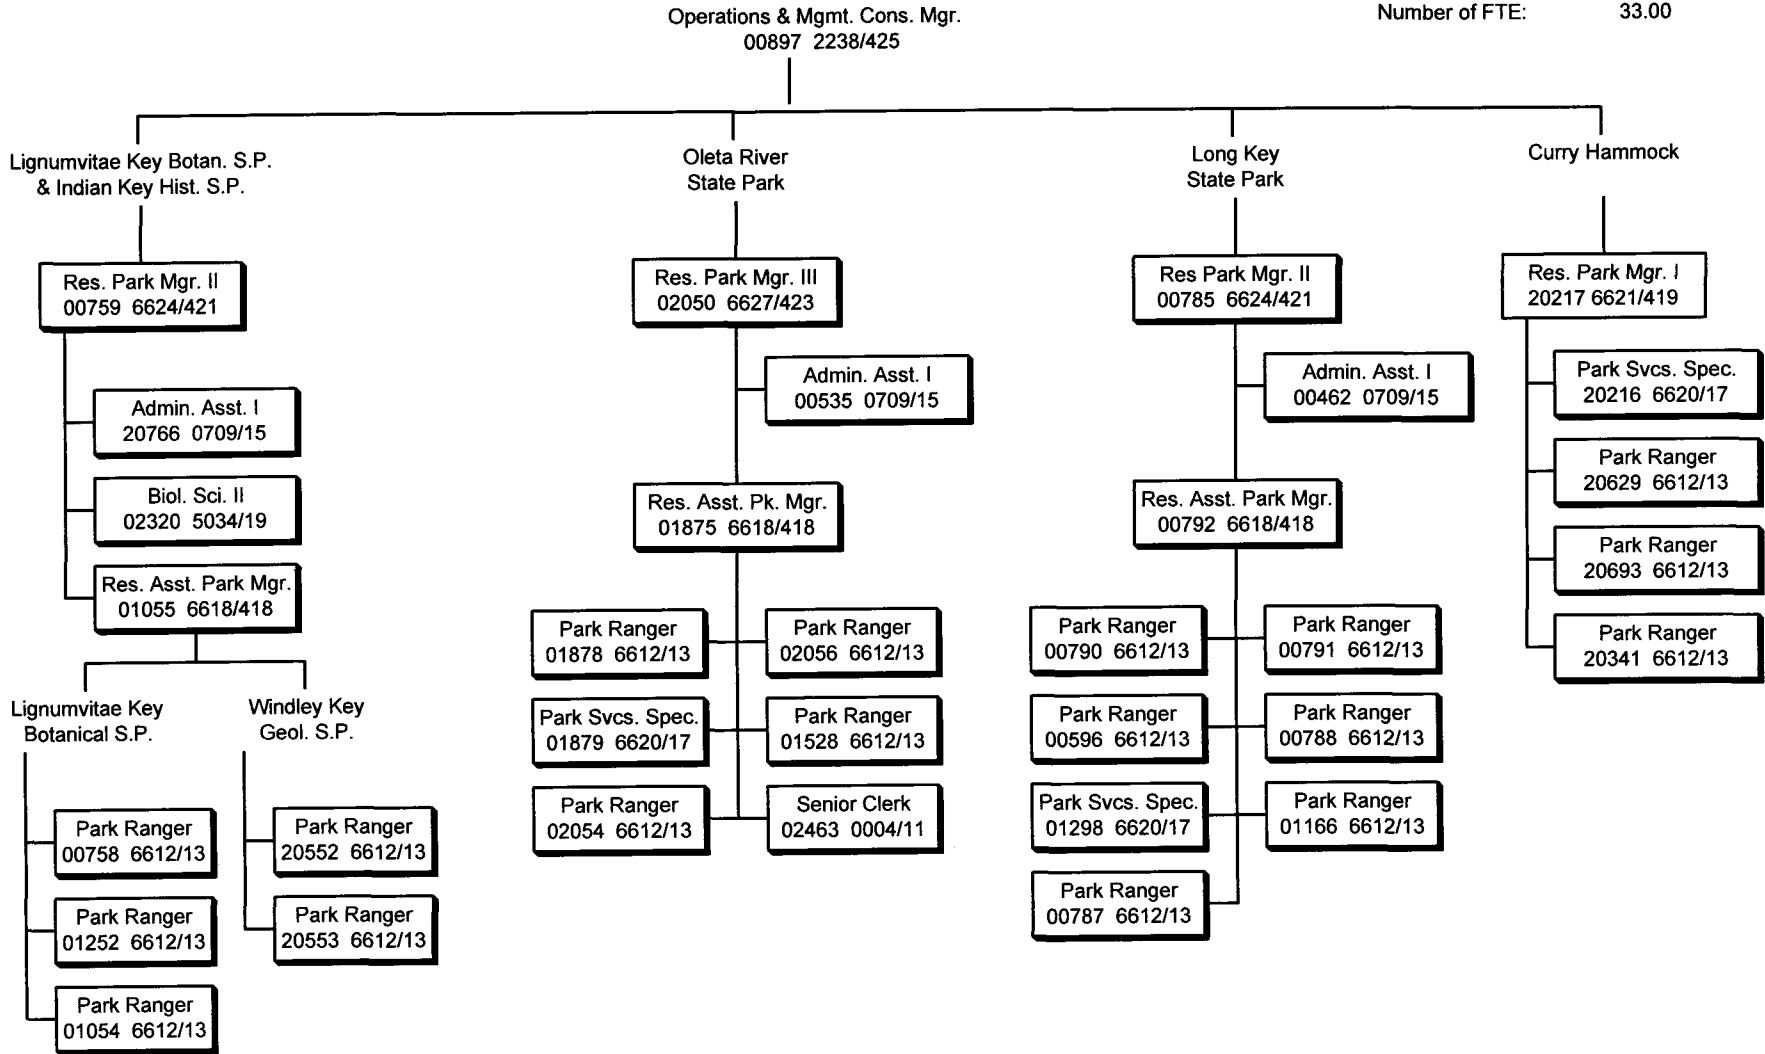 Operations & Mgmt. Cons. Mgr.
00897 2238/425
Number of FTE: 33.00
Lignumvitae Key Botan. S.P.
& Indian Key Hist. S.P.
Res. Park Mgr. II
00759 6624/421
Admin. Asst. I
20766 0709/15
Biol. Sci. II
02320 5034/19
Res. Asst. Park Mgr.
01055 6618/418
Lignumvitae Key
Botanical S.P.
Park Ranger
00758 6612/13
Park Ranger
01252 6612/13
Park Ranger
01054 6612/13
Windley Key
Geol. S.P.
Park Ranger
20552 6612/13
Park Ranger
20553 6612/13
Oleta River
State Park
Res. Park Mgr. III
02050 6627/423
Admin. Asst. I
00535 0709/15
Res. Asst. Pk. Mgr.
01875 6618/418
Park Ranger
01878 6612/13
Park Ranger
02056 6612/13
Park Svcs. Spec.
01879 6620/17
Park Ranger
01528 6612/13
Park Ranger
02054 6612/13
Senior Clerk
02463 0004/11
Long Key
State Park
Res Park Mgr. II
00785 6624/421
Admin. Asst. I
00462 0709/15
Res. Asst. Park Mgr.
00792 6618/418
Park Ranger
00790 6612/13
Park Ranger
00791 6612/13
Park Ranger
00596 6612/13
Park Ranger
00788 6612/13
Park Svcs. Spec.
01298 6620/17
Park Ranger
01166 6612/13
Park Ranger
00787 6612/13
Curry Hammock
Res. Park Mgr. I
20217 6621/419
Park Svcs. Spec.
20216 6620/17
Park Ranger
20629 6612/13
Park Ranger
20693 6612/13
Park Ranger
20341 6612/13